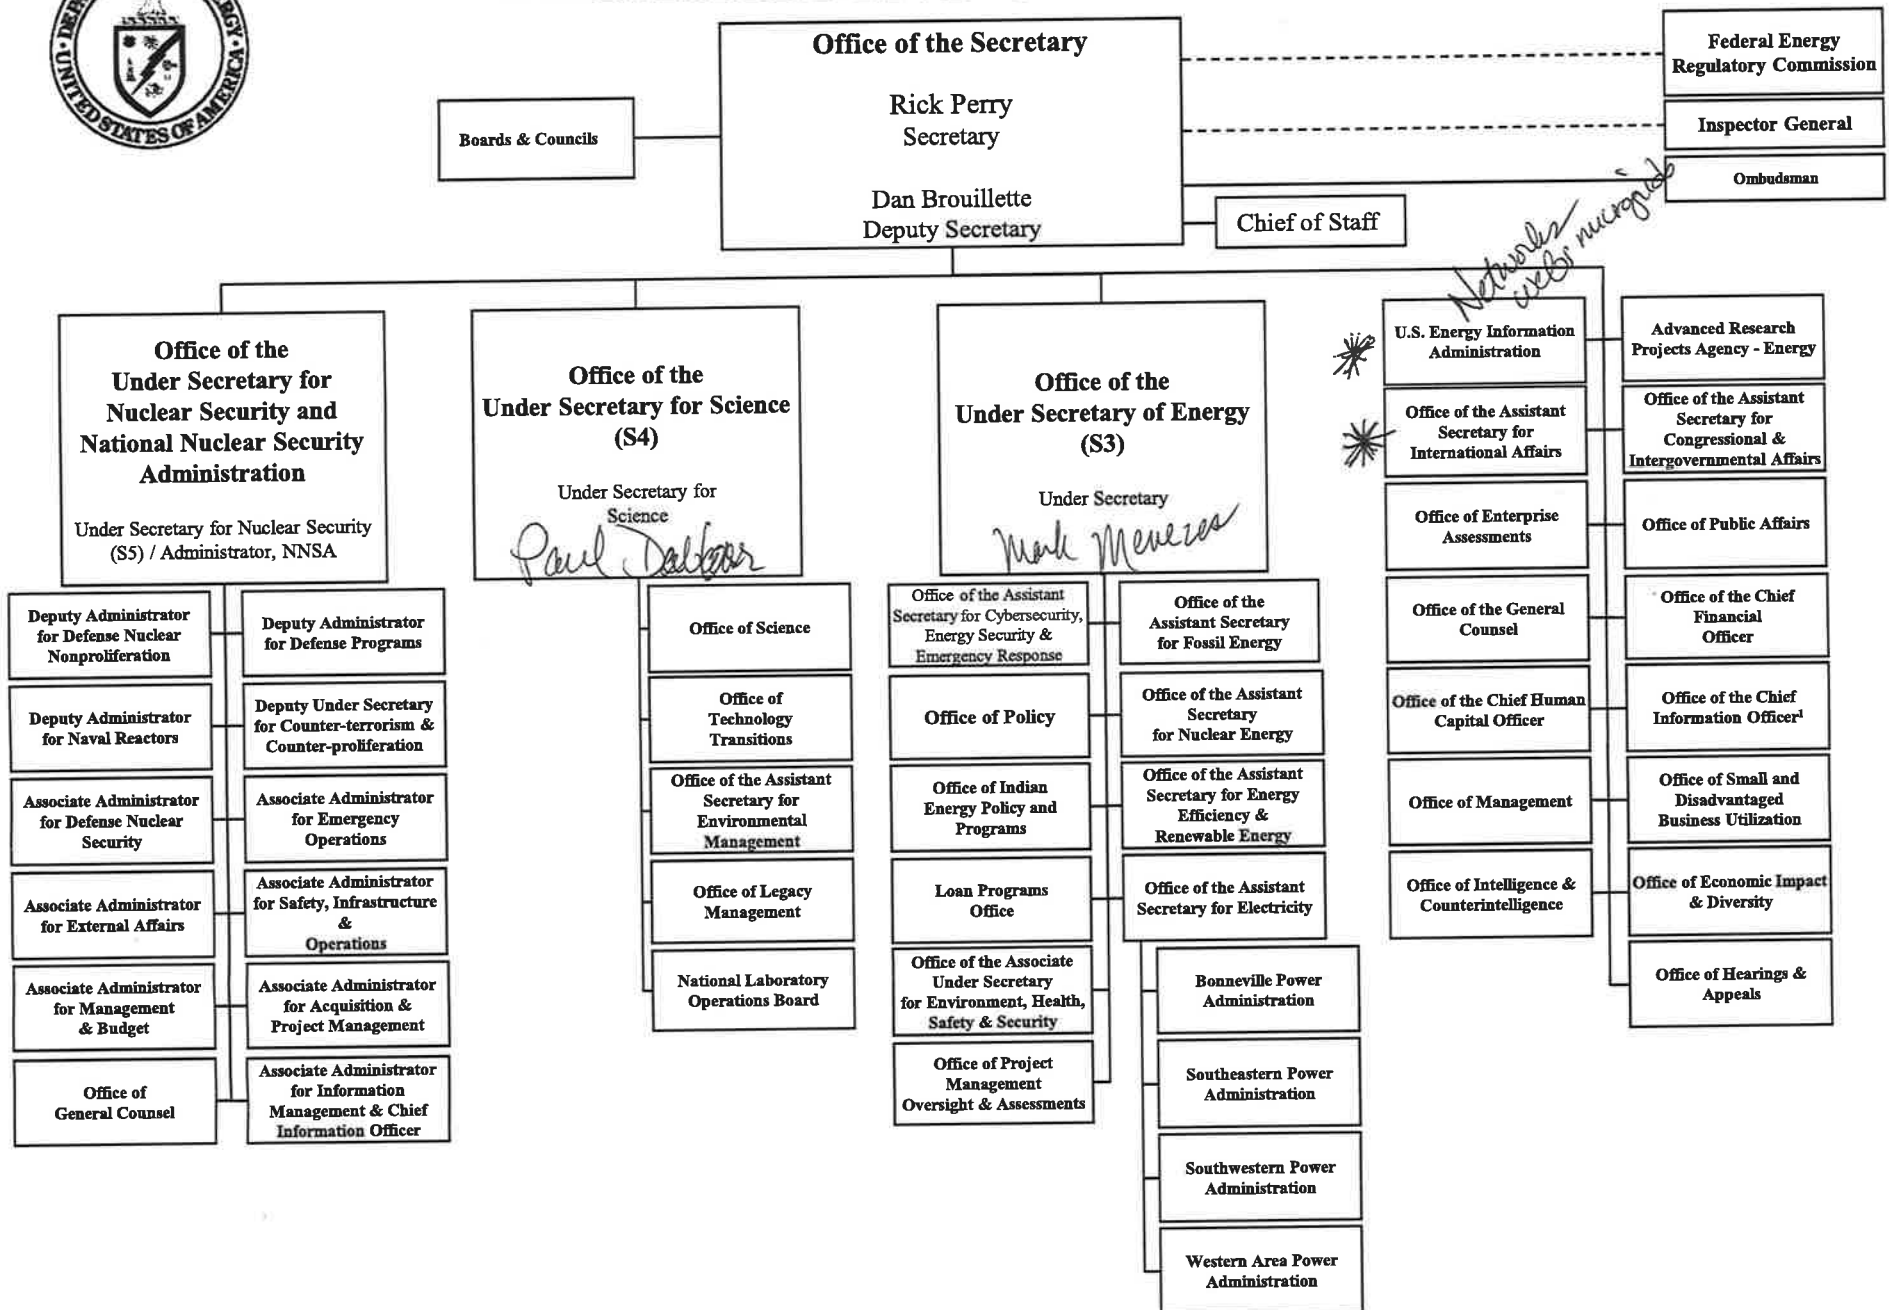 UNITED STATES OF AMERICA
Office of the Secretary
Rick Perry
Secretary
Dan Brouillette
Deputy Secretary
Boards & Councils
Federal Energy
Regulatory Commission
Inspector General
Ombudsman
Chief of Staff
Networks
microgrids
Office of the
Under Secretary for
Nuclear Security and
National Nuclear Security
Administration
Under Secretary for Nuclear Security
(S5) / Administrator, NNSA
Deputy Administrator
for Defense Nuclear
Nonproliferation
Deputy Administrator
for Defense Programs
Deputy Administrator
for Naval Reactors
Deputy Under Secretary
for Counter-terrorism &
Counter-proliferation
Associate Administrator
for Defense Nuclear
Security
Associate Administrator
for Emergency
Operations
Associate Administrator
for External Affairs
Associate Administrator
for Safety, Infrastructure
&
Operations
Associate Administrator
for Management
& Budget
Associate Administrator
for Acquisition &
Project Management
Office of
General Counsel
Associate Administrator
for Information
Management & Chief
Information Officer
Office of the
Under Secretary for Science
(S4)
Under Secretary for
Science
Paul Dabbar
Office of Science
Office of
Technology
Transitions
Office of the Assistant
Secretary for
Environmental
Management
Office of Legacy
Management
National Laboratory
Operations Board
Office of the
Under Secretary of Energy
(S3)
Under Secretary
Mark Menezes
Office of the Assistant
Secretary for Cybersecurity,
Energy Security &
Emergency Response
Office of the
Assistant Secretary
for Fossil Energy
Office of Policy
Office of the Assistant
Secretary
for Nuclear Energy
Office of Indian
Energy Policy and
Programs
Office of the Assistant
Secretary for Energy
Efficiency &
Renewable Energy
Loan Programs
Office
Office of the Assistant
Secretary for Electricity
Office of the Associate
Under Secretary
for Environment, Health,
Safety & Security
Office of Project
Management
Oversight & Assessments
Bonneville Power
Administration
Southeastern Power
Administration
Southwestern Power
Administration
Western Area Power
Administration
U.S. Energy Information
Administration
Advanced Research
Projects Agency - Energy
Office of the Assistant
Secretary for
International Affairs
Office of the Assistant
Secretary for
Congressional &
Intergovernmental Affairs
Office of Enterprise
Assessments
Office of Public Affairs
Office of the General
Counsel
Office of the Chief
Financial
Officer
Office of the Chief Human
Capital Officer
Office of the Chief
Information Officer¹
Office of Management
Office of Small and
Disadvantaged
Business Utilization
Office of Intelligence &
Counterintelligence
Office of Economic Impact
& Diversity
Office of Hearings &
Appeals